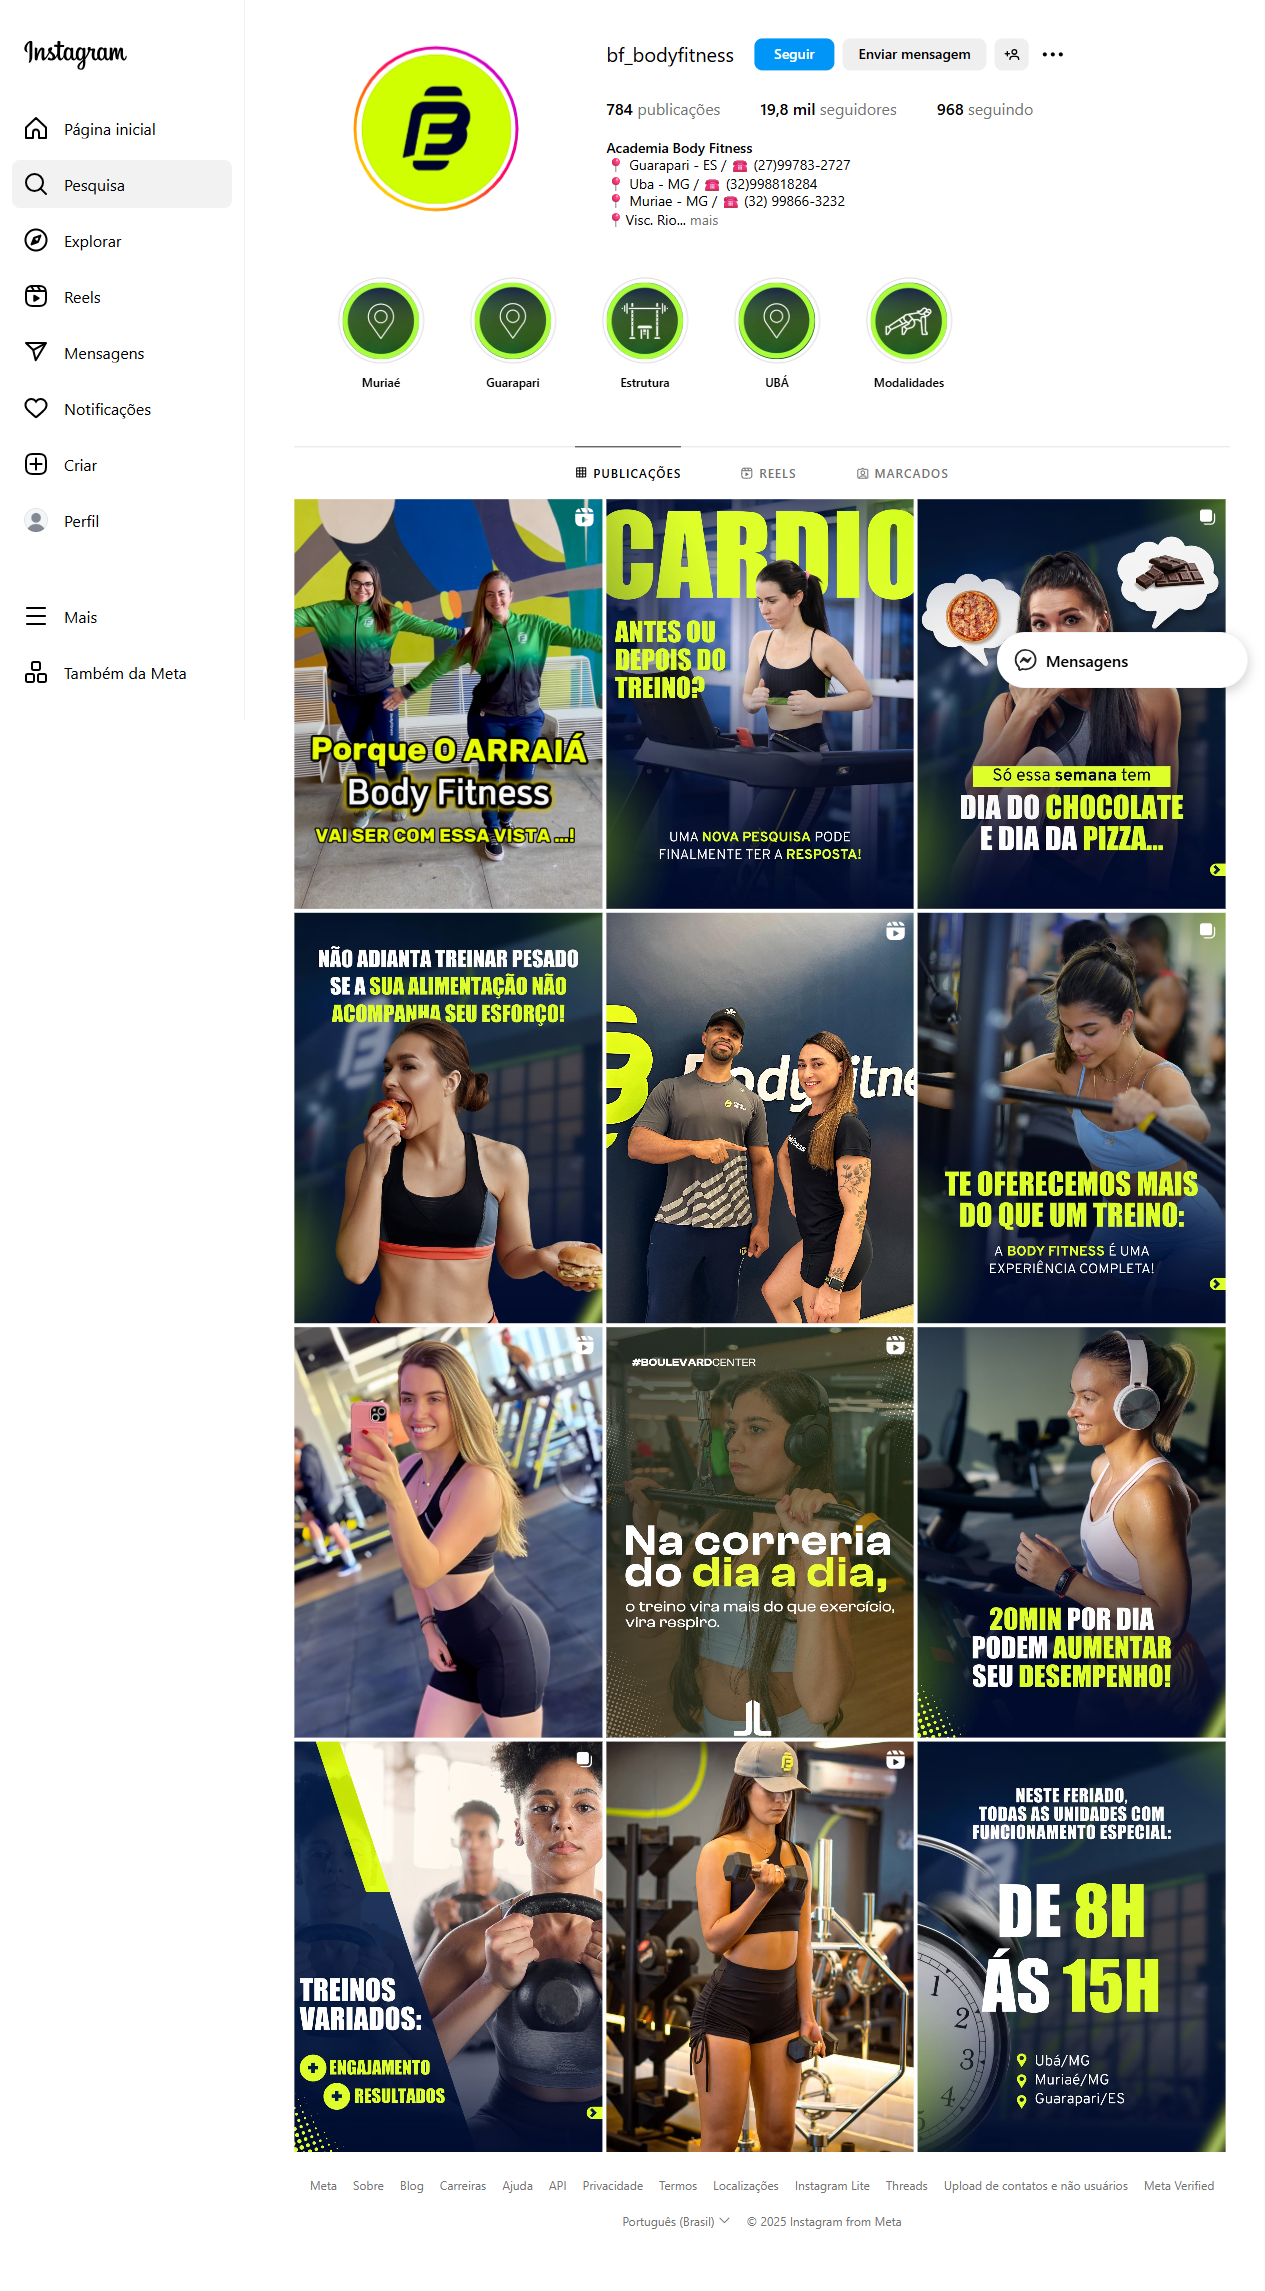 Instagram
Página inicial
Pesquisa
Explorar
Reels
Mensagens
Notificações
Criar
Perfil
Mais
Também da Meta
bf_bodyfitness
Seguir
Enviar mensagem
784 publicações
19,8 mil seguidores
968 seguindo
Academia Body Fitness
📍 Guarapari - ES / ☎️ (27)99783-2727
📍 Uba - MG / ☎️ (32)998818284
📍 Muriae - MG / ☎️ (32) 99866-3232
📍Visc. Rio... mais
Muriaé
Guarapari
Estrutura
UBÁ
Modalidades
PUBLICAÇÕES
REELS
MARCADOS
Porque O ARRAIÁ
Body Fitness
VAI SER COM ESSA VISTA ...!
CARDIO
ANTES OU
DEPOIS DO
TREINO?
UMA NOVA PESQUISA PODE
FINALMENTE TER A RESPOSTA!
Mensagens
Só essa semana tem
DIA DO CHOCOLATE
E DIA DA PIZZA...
NÃO ADIANTA TREINAR PESADO
SE A SUA ALIMENTAÇÃO NÃO
ACOMPANHA SEU ESFORÇO!
TE OFERECEMOS MAIS
DO QUE UM TREINO:
A BODY FITNESS É UMA
EXPERIÊNCIA COMPLETA!
#BOULEVARDCENTER
Na correria
do dia a dia,
o treino vira mais do que exercício,
vira respiro.
JL
20MIN POR DIA
PODEM AUMENTAR
SEU DESEMPENHO!
TREINOS
VARIADOS:
ENGAJAMENTO
RESULTADOS
NESTE FERIADO,
TODAS AS UNIDADES COM
FUNCIONAMENTO ESPECIAL:
DE 8H
ÁS 15H
1
2
3
4
5
Ubá/MG
Muriaé/MG
Guarapari/ES
Meta
Sobre
Blog
Carreiras
Ajuda
API
Privacidade
Termos
Localizações
Instagram Lite
Threads
Upload de contatos e não usuários
Meta Verified
Português (Brasil)
© 2025 Instagram from Meta